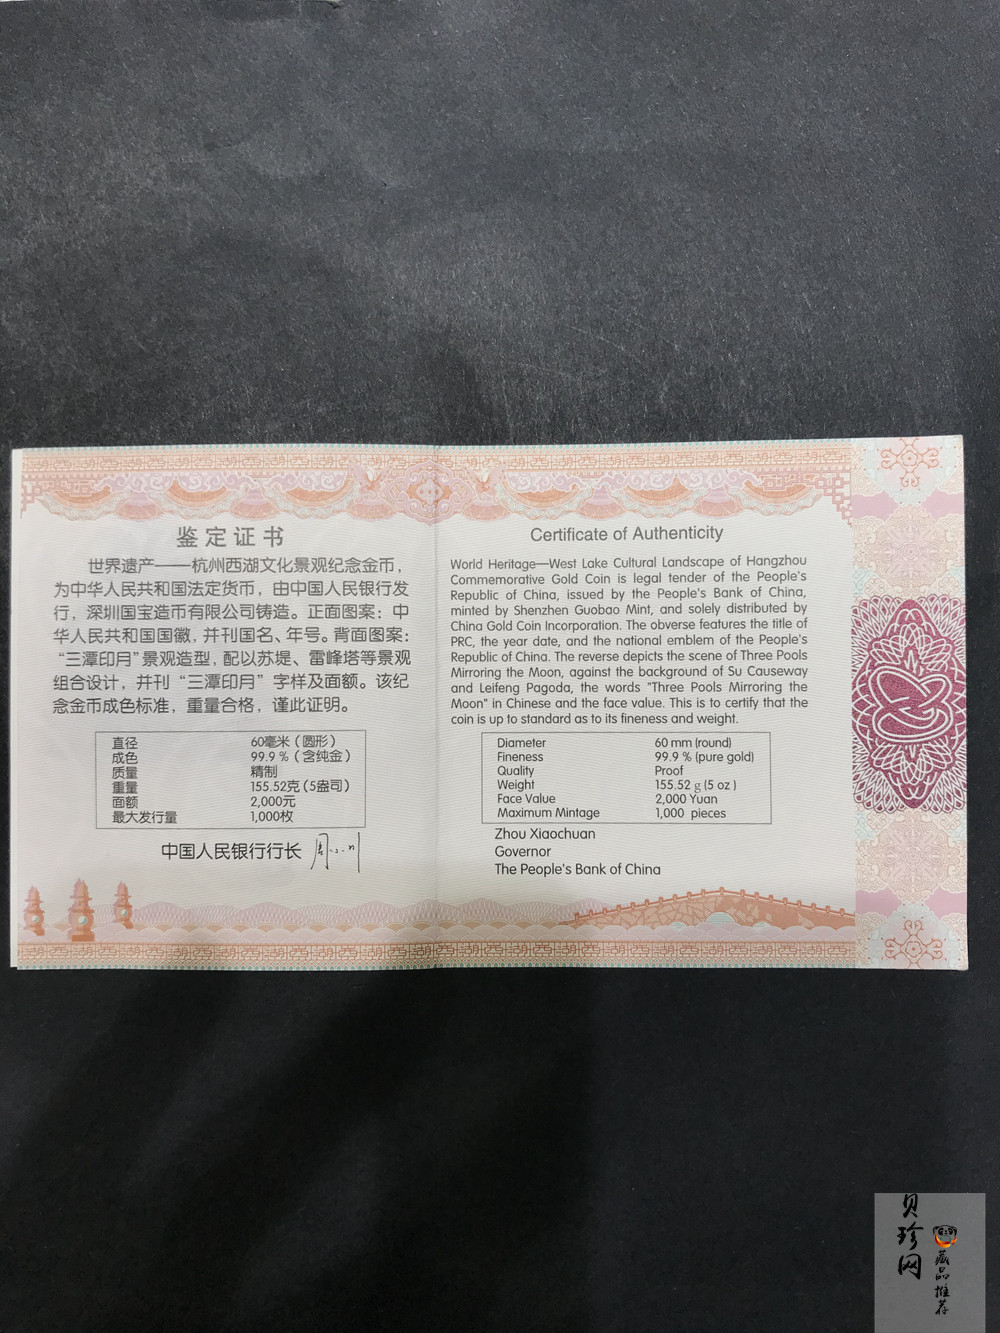 鉴定证书
世界遗产——杭州西湖文化景观纪念金币，
为中华人民共和国法定货币，由中国人民银行发
行，深圳国宝造币有限公司铸造。正面图案：中
华人民共和国国徽，并刊国名、年号。背面图案：
“三潭印月”景观造型，配以苏堤、雷峰塔等景观
组合设计，并刊“三潭印月”字样及面额。该纪
念金币成色标准，重量合格，谨此证明。
直径 60毫米（圆形）
成色 99.9 %（含纯金）
质量 精制
重量 155.52克（5盎司）
面额 2,000元
最大发行量 1,000枚
中国人民银行行长 周小川
Certificate of Authenticity
World Heritage—West Lake Cultural Landscape of Hangzhou
Commemorative Gold Coin is legal tender of the People's
Republic of China, issued by the People's Bank of China,
minted by Shenzhen Guobao Mint, and solely distributed by
China Gold Coin Incorporation. The obverse features the title of
PRC, the year date, and the national emblem of the People's
Republic of China. The reverse depicts the scene of Three Pools
Mirroring the Moon, against the background of Su Causeway
and Leifeng Pagoda, the words "Three Pools Mirroring the
Moon" in Chinese and the face value. This is to certify that the
coin is up to standard as to its fineness and weight.
Diameter 60 mm (round)
Fineness 99.9 % (pure gold)
Quality Proof
Weight 155.52 g (5 oz )
Face Value 2,000 Yuan
Maximum Mintage 1,000 pieces
Zhou Xiaochuan
Governor
The People's Bank of China
贝珍网
藏品推荐